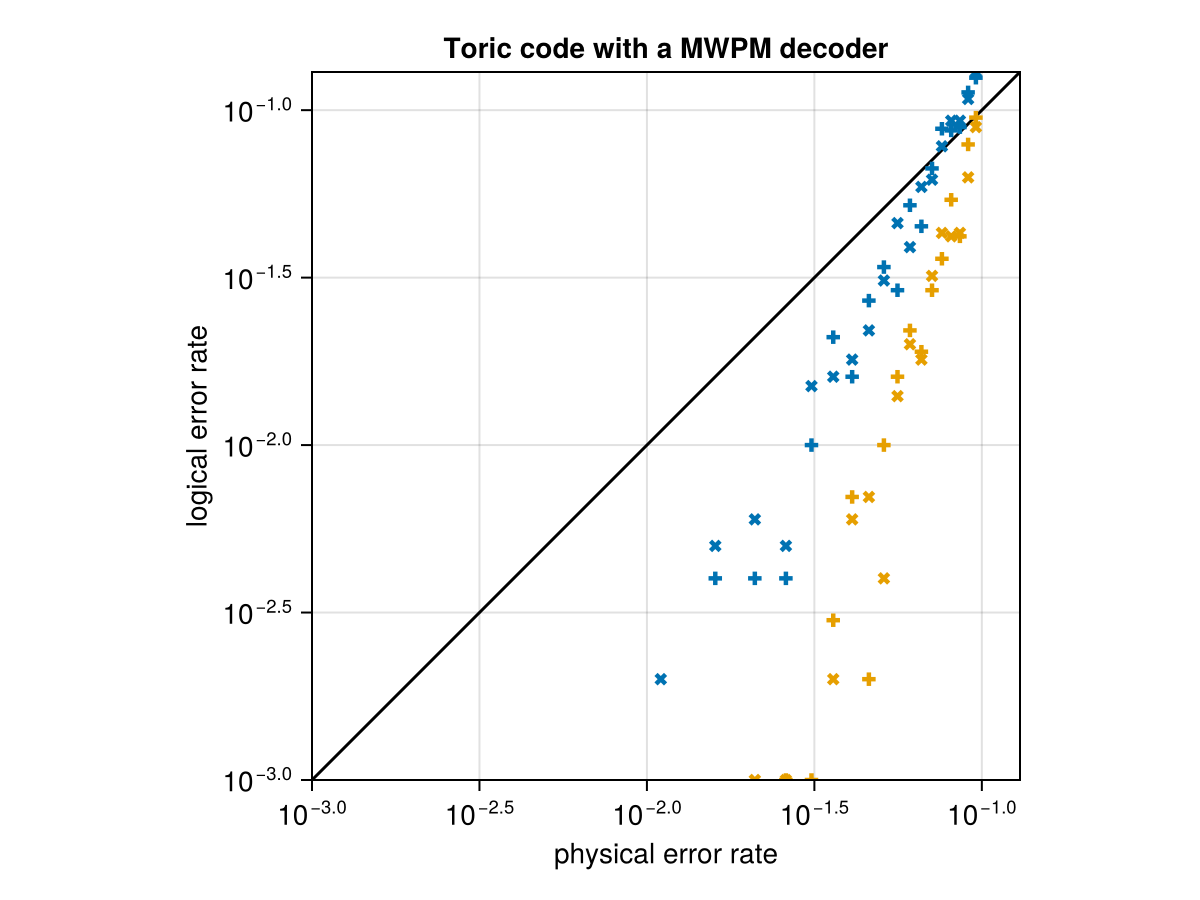 Toric code with a MWPM decoder
10^−1.0
10^−1.5
10^−2.0
10^−2.5
10^−3.0
logical error rate
10^−3.0 10^−2.5 10^−2.0 10^−1.5 10^−1.0
physical error rate